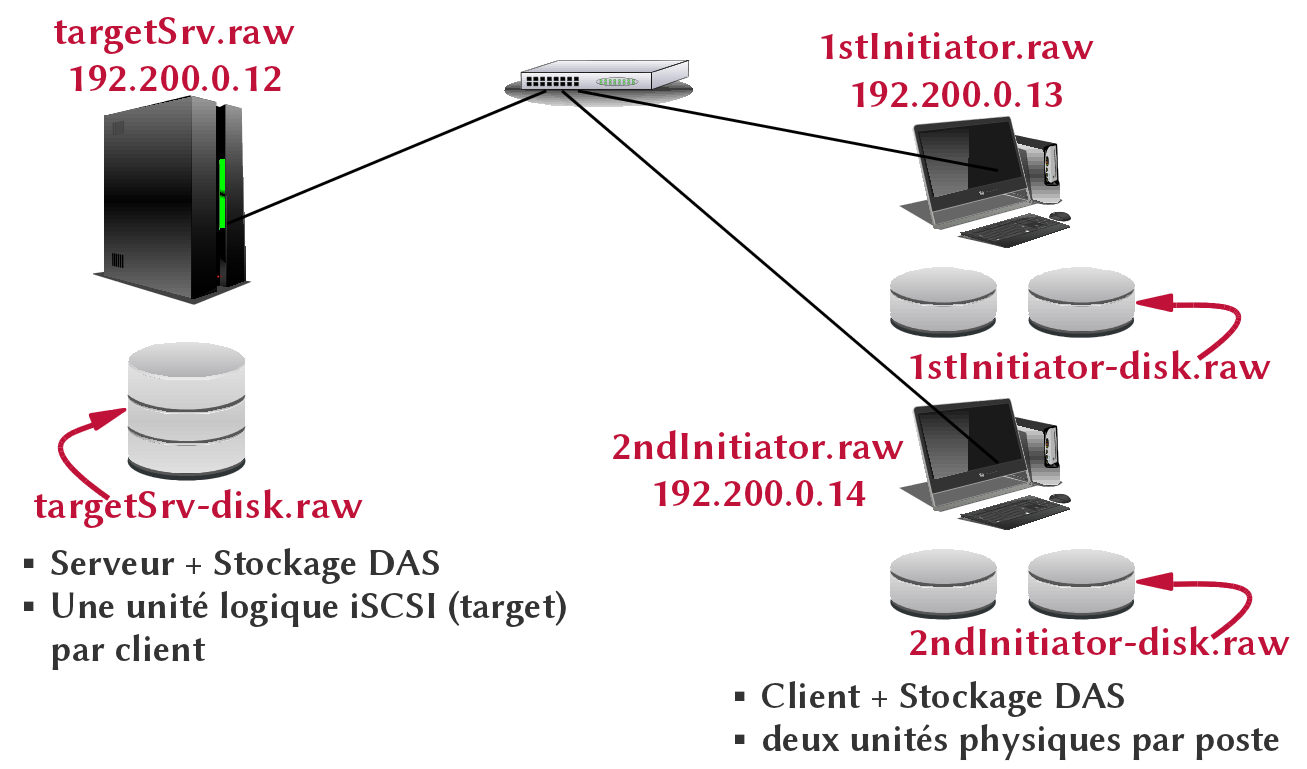 targetSrv.raw
192.200.0.12
1stInitiator.raw
192.200.0.13
1stInitiator-disk.raw
2ndInitiator.raw
192.200.0.14
targetSrv-disk.raw
▪ Serveur + Stockage DAS
▪ Une unité logique iSCSI (target)
par client
2ndInitiator-disk.raw
▪ Client + Stockage DAS
▪ deux unités physiques par poste